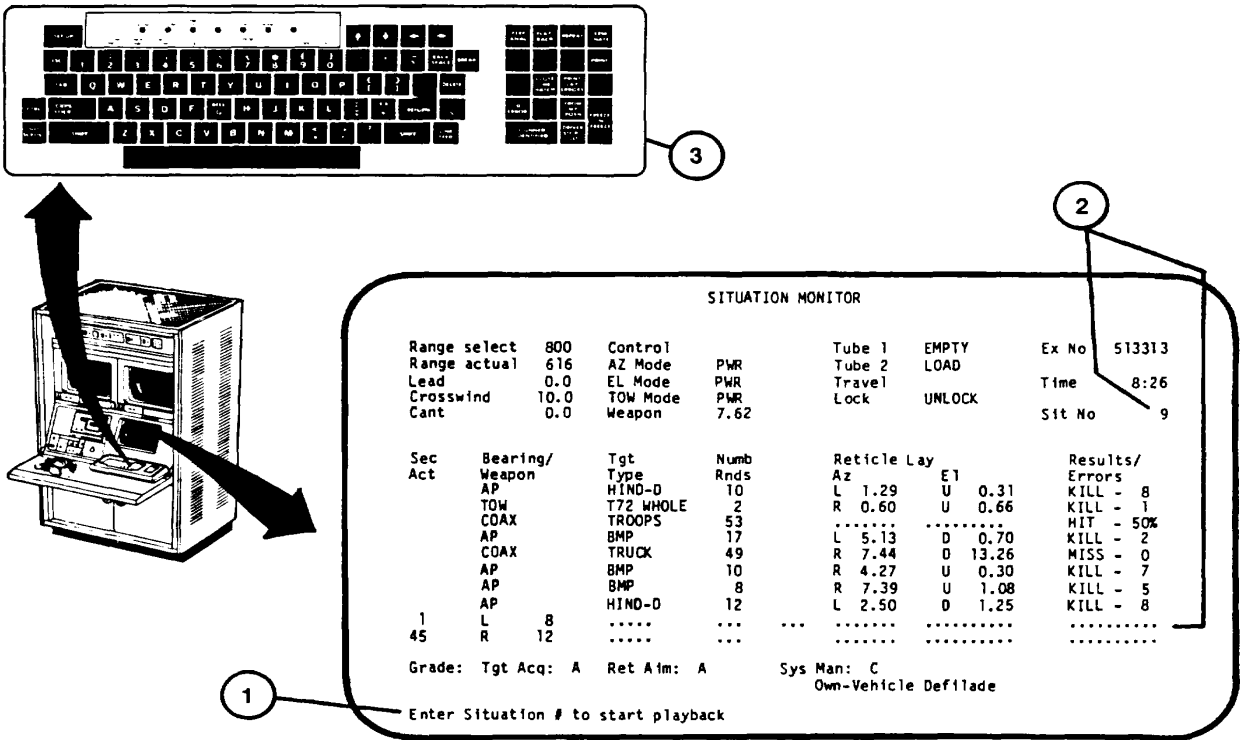 Q W E R T Y U I O P
A S D F H J K L
Z X C V B N M
3
2
SITUATION MONITOR
Range select 800 Control Tube 1 EMPTY Ex No 513313
Range actual 616 AZ Mode PWR Tube 2 LOAD
Lead 0.0 EL Mode PWR Travel Time 8:26
Crosswind 10.0 TOW Mode PWR Lock UNLOCK
Cant 0.0 Weapon 7.62 Sit No 9
Sec Bearing/ Tgt Numb Reticle Lay Results/
Act Weapon Type Rnds Az El Errors
AP HIND-D 10 L 1.29 U 0.31 KILL - 8
TOW T72 WHOLE 2 R 0.60 U 0.66 KILL - 1
COAX TROOPS 53 ....... ......... HIT - 50%
AP BMP 17 L 5.13 D 0.70 KILL - 2
COAX TRUCK 49 R 7.44 D 13.26 MISS - 0
AP BMP 10 R 4.27 U 0.30 KILL - 7
AP BMP 8 R 7.39 U 1.08 KILL - 5
AP HIND-D 12 L 2.50 D 1.25 KILL - 8
1 L 8 ..... ... ... ....... .......... ..........
45 R 12 ..... ... ....... .......... ..........
Grade: Tgt Acq: A Ret Aim: A Sys Man: C
Own-Vehicle Defilade
1
Enter Situation # to start playback